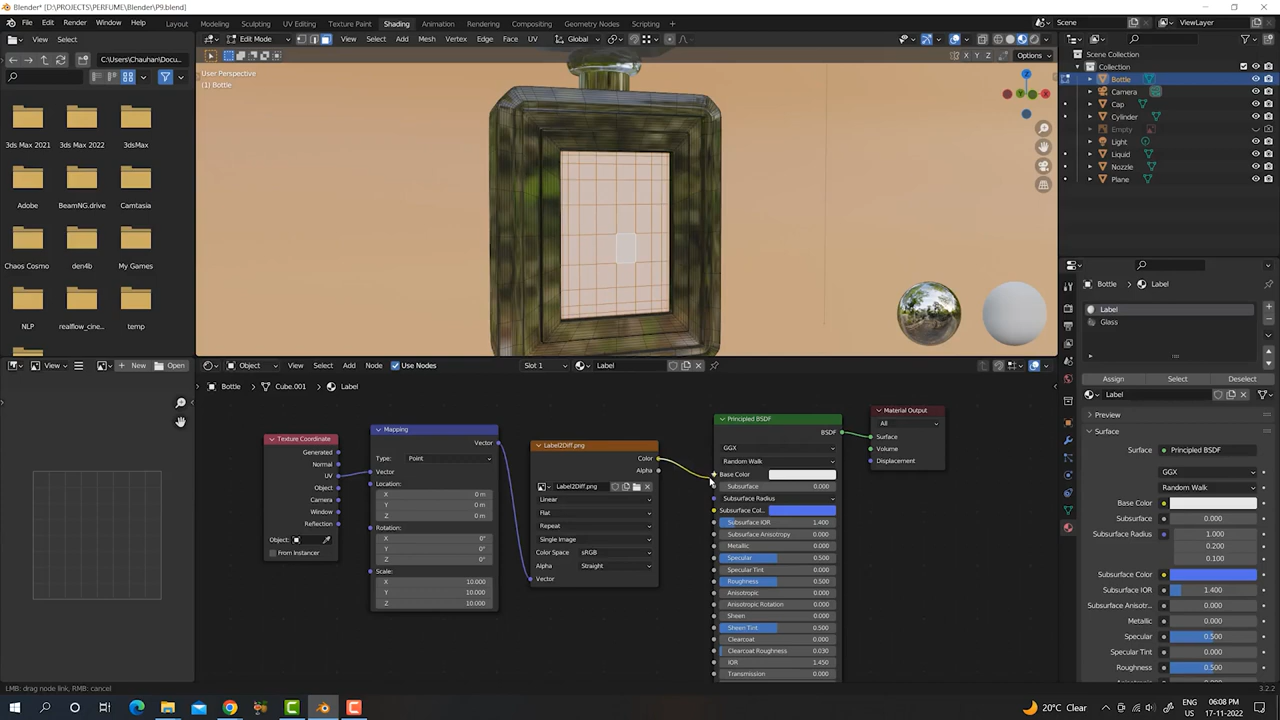 Blender* [D:\PROJECTS\PERFUME\Blender\P9.blend]
File Edit Render Window Help Layout Modeling Sculpting UV Editing Texture Paint Shading Animation Rendering Compositing Geometry Nodes Scripting + Scene ViewLayer
View Select Edit Mode View Select Add Mesh Vertex Edge Face UV Global
C:\Chauhan\Docu... X Y Z Options
User Perspective
(1) Bottle
3ds Max 2021 3ds Max 2022 3dsMax
Adobe BeamNG.drive Camtasia
Chaos Cosmo den4b My Games
NLP realflow_cine... temp
Z
Y X
Scene Collection
Collection
Bottle
Camera
Cap
Cylinder
Empty
Light
Liquid
Nozzle
Plane
Bottle Label
Label
Glass
Assign Select Deselect
Label
Preview
Surface
Surface Principled BSDF
GGX
Random Walk
Base Color
Subsurface 0.000
Subsurface Radius 1.000
0.200
0.100
Subsurface Color
Subsurface IOR 1.400
Subsurface Anisotr.. 0.000
Metallic 0.000
Specular 0.500
Specular Tint 0.000
Roughness 0.500
View New Open Object View Select Add Node Use Nodes Slot 1 Label
Bottle Cube.001 Label
Texture Coordinate
Generated
Normal
UV
Object
Camera
Window
Reflection
Object:
From Instancer
Mapping
Vector
Type: Point
Vector
Location:
X 0 m
Y 0 m
Z 0 m
Rotation:
X 0°
Y 0°
Z 0°
Scale:
X 10.000
Y 10.000
Z 10.000
Label2Diff.png
Color
Alpha
Label2Diff.png
Linear
Flat
Repeat
Single Image
Color Space sRGB
Alpha Straight
Vector
Principled BSDF
BSDF
GGX
Random Walk
Base Color
Subsurface 0.000
Subsurface Radius
Subsurface Col...
Subsurface IOR 1.400
Subsurface Anisotropy 0.000
Metallic 0.000
Specular 0.500
Specular Tint 0.000
Roughness 0.500
Anisotropic 0.000
Anisotropic Rotation 0.000
Sheen 0.000
Sheen Tint 0.500
Clearcoat 0.000
Clearcoat Roughness 0.030
IOR 1.450
Transmission 0.000
Material Output
All
Surface
Volume
Displacement
LMB: drag node link, RMB: cancel 3.2.2
20°C Clear ENG
US 06:08 PM
17-11-2022